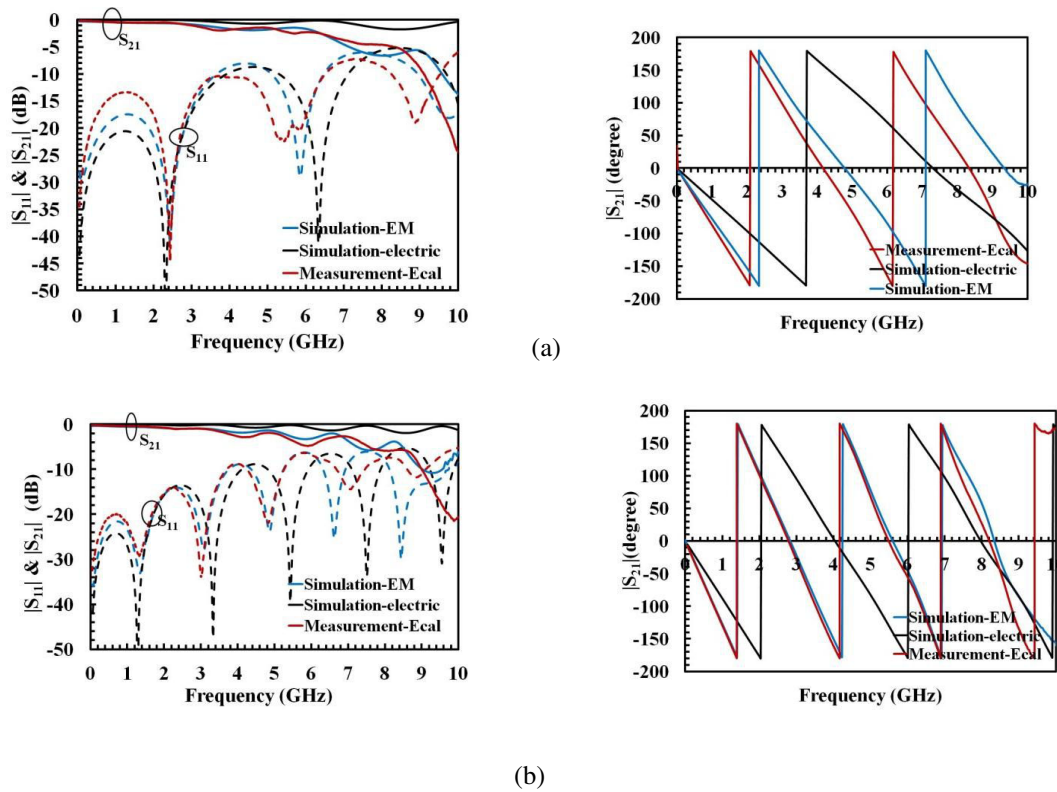 0
-5
-10
-15
-20
-25
-30
-35
-40
-45
-50
|S11| & |S21| (dB)
S21
S11
Simulation-EM
Simulation-electric
Measurement-Ecal
0 1 2 3 4 5 6 7 8 9 10
Frequency (GHz)
200
150
100
50
0
-50
-100
-150
-200
|S21| (degree)
0 1 2 3 4 5 6 7 8 9 10
Measurement-Ecal
Simulation-electric
Simulation-EM
Frequency (GHz)
(a)
0
-10
-20
-30
-40
-50
|S11| & |S21| (dB)
S21
S11
Simulation-EM
Simulation-electric
Measurement-Ecal
0 1 2 3 4 5 6 7 8 9 10
Frequency (GHz)
200
150
100
50
0
-50
-100
-150
-200
|S21|(degree)
0 1 2 3 4 5 6 7 8 9 10
Simulation-EM
Simulation-electric
Measurement-Ecal
Frequency (GHz)
(b)